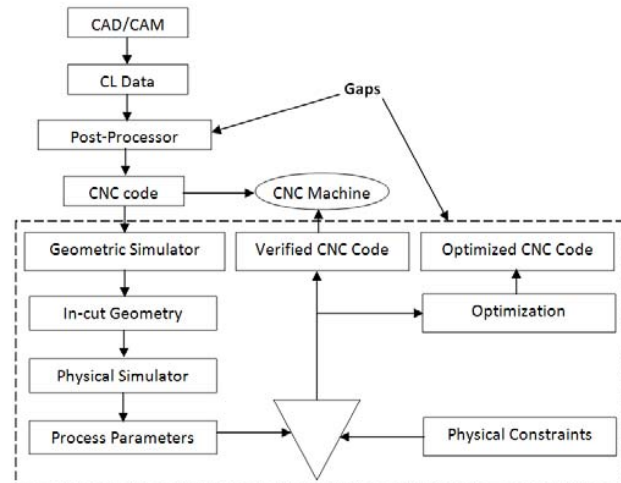 CAD/CAM
CL Data
Gaps
Post-Processor
CNC code
CNC Machine
Geometric Simulator
Verified CNC Code
Optimized CNC Code
In-cut Geometry
Optimization
Physical Simulator
Process Parameters
Physical Constraints